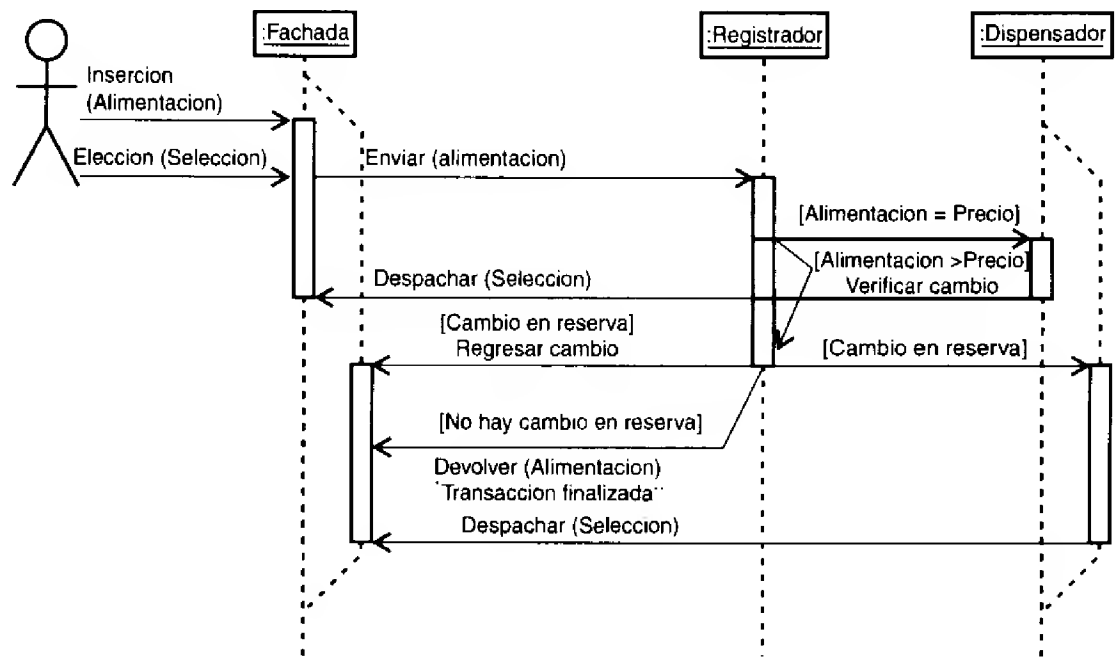 :Fachada
:Registrador
:Dispensador
Insercion
(Alimentacion)
Eleccion (Seleccion)
Enviar (alimentacion)
[Alimentacion = Precio]
[Alimentacion >Precio]
Verificar cambio
Despachar (Seleccion)
[Cambio en reserva]
Regresar cambio
[Cambio en reserva]
[No hay cambio en reserva]
Devolver (Alimentacion)
¨Transaccion finalizada¨
Despachar (Seleccion)